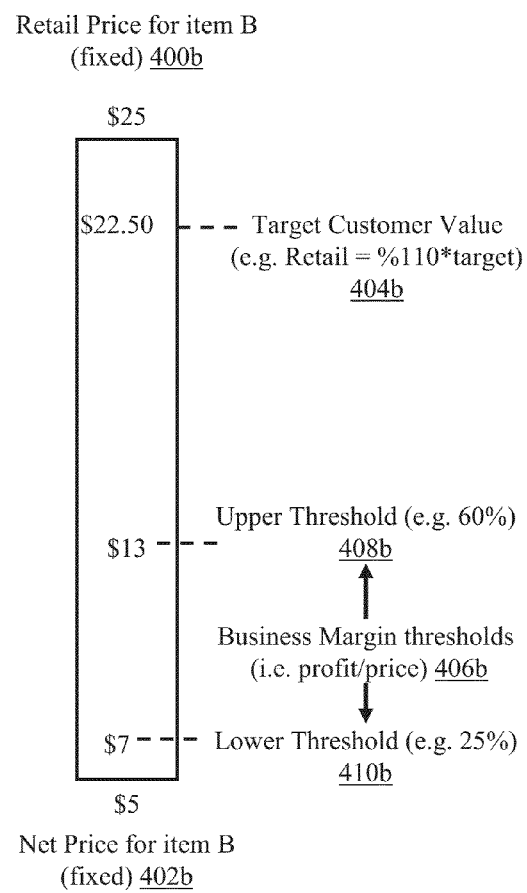 Retail Price for item B
(fixed) 400b
$25
$22.50
Target Customer Value
(e.g. Retail = %110*target)
404b
Upper Threshold (e.g. 60%)
$13
408b
Business Margin thresholds
(i.e. profit/price) 406b
$7
Lower Threshold (e.g. 25%)
410b
$5
Net Price for item B
(fixed) 402b